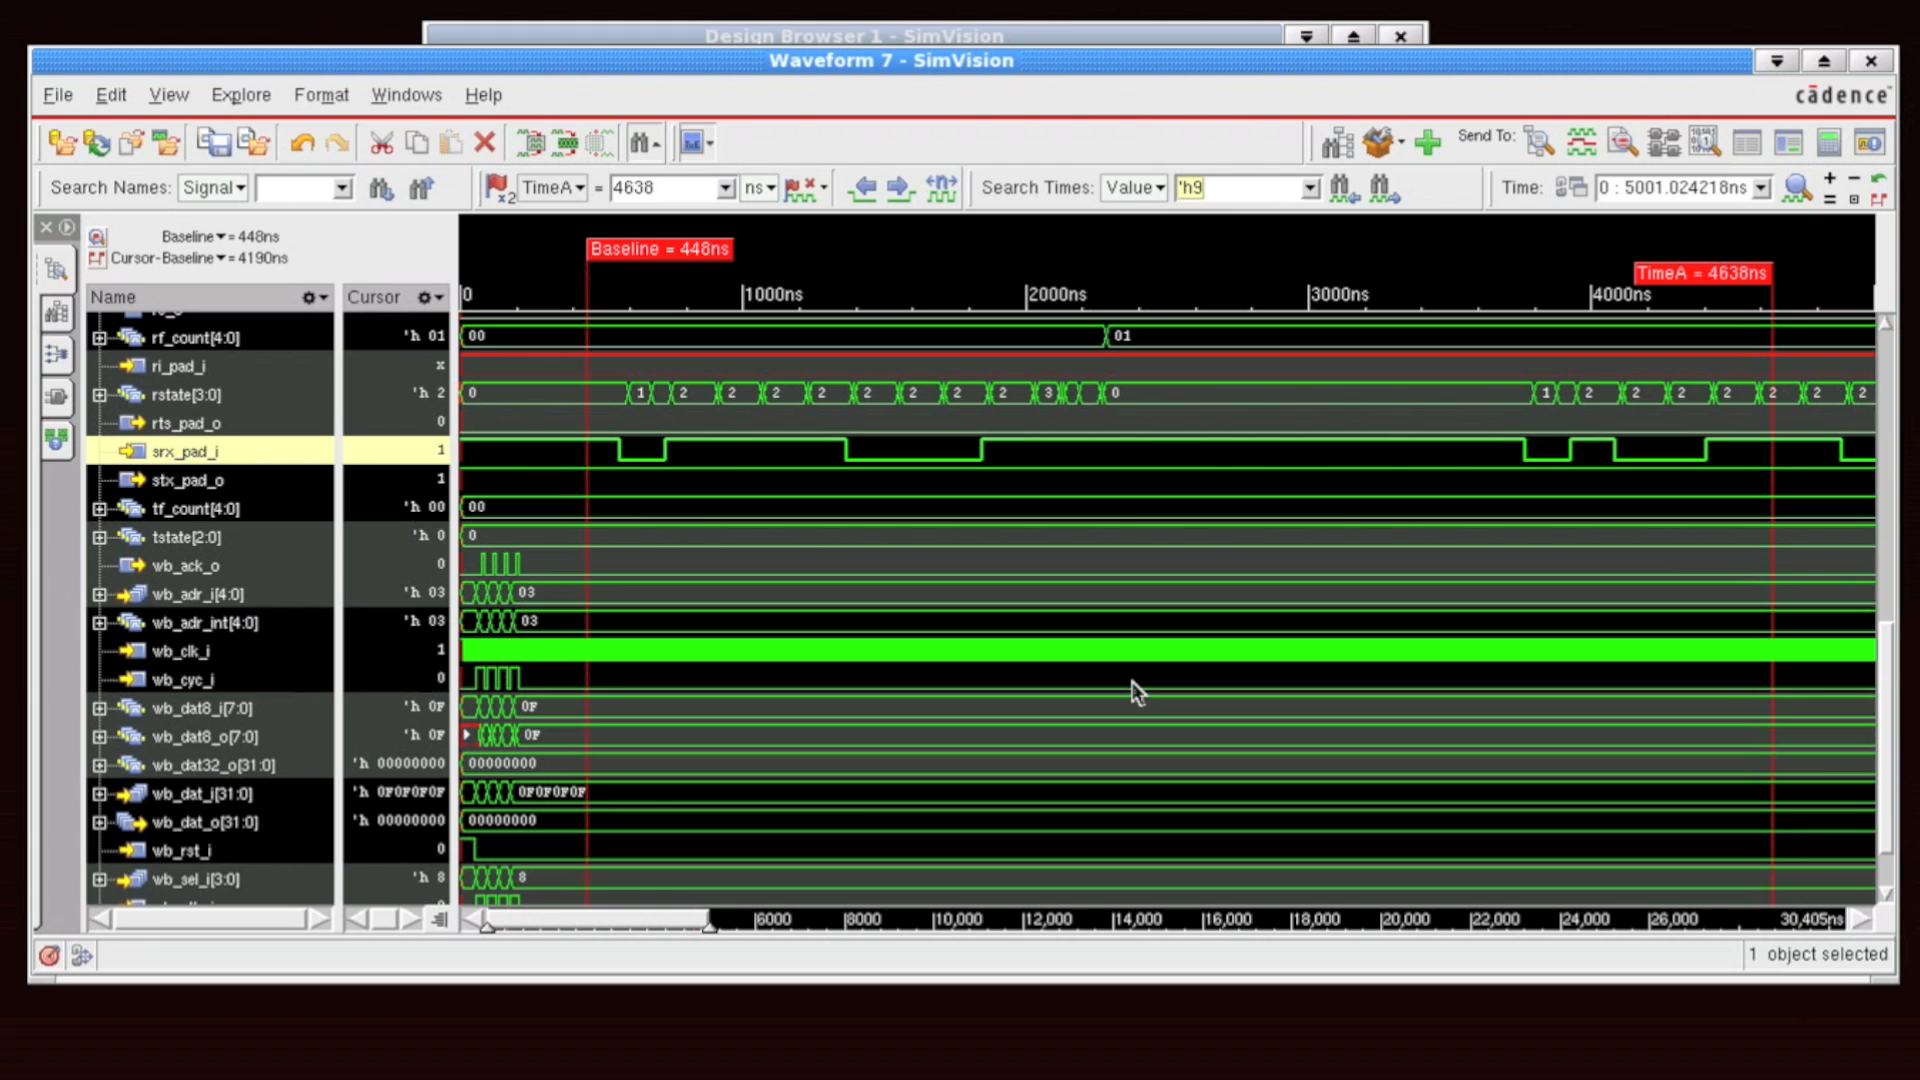 Design Browser 1 - SimVision
Waveform 7 - SimVision
File Edit View Explore Format Windows Help
cādence
Send To:
Search Names: Signal
x2 TimeA = 4638 ns
Search Times: Value 'h9
Time: 0 : 5001.024218ns
Baseline = 448ns
Cursor-Baseline = 4190ns
Baseline = 448ns
TimeA = 4638ns
Name Cursor
0 1000ns 2000ns 3000ns 4000ns
rf_count[4:0] 'h 01 00 01
ri_pad_i x
rstate[3:0] 'h 2 0 1 2 2 2 2 2 2 2 2 3 0 1 2 2 2 2 2 2 2
rts_pad_o 0
srx_pad_i 1
stx_pad_o 1
tf_count[4:0] 'h 00 00
tstate[2:0] 'h 0 0
wb_ack_o 0
wb_adr_i[4:0] 'h 03 03
wb_adr_int[4:0] 'h 03 03
wb_clk_i 1
wb_cyc_i 0
wb_dat8_i[7:0] 'h 0F 0F
wb_dat8_o[7:0] 'h 0F 0F
wb_dat32_o[31:0] 'h 00000000 00000000
wb_dat_i[31:0] 'h 0F0F0F0F 0F0F0F0F
wb_dat_o[31:0] 'h 00000000 00000000
wb_rst_i 0
wb_sel_i[3:0] 'h 8 8
6000 8000 10,000 12,000 14,000 16,000 18,000 20,000 22,000 24,000 26,000 30,405ns
1 object selected